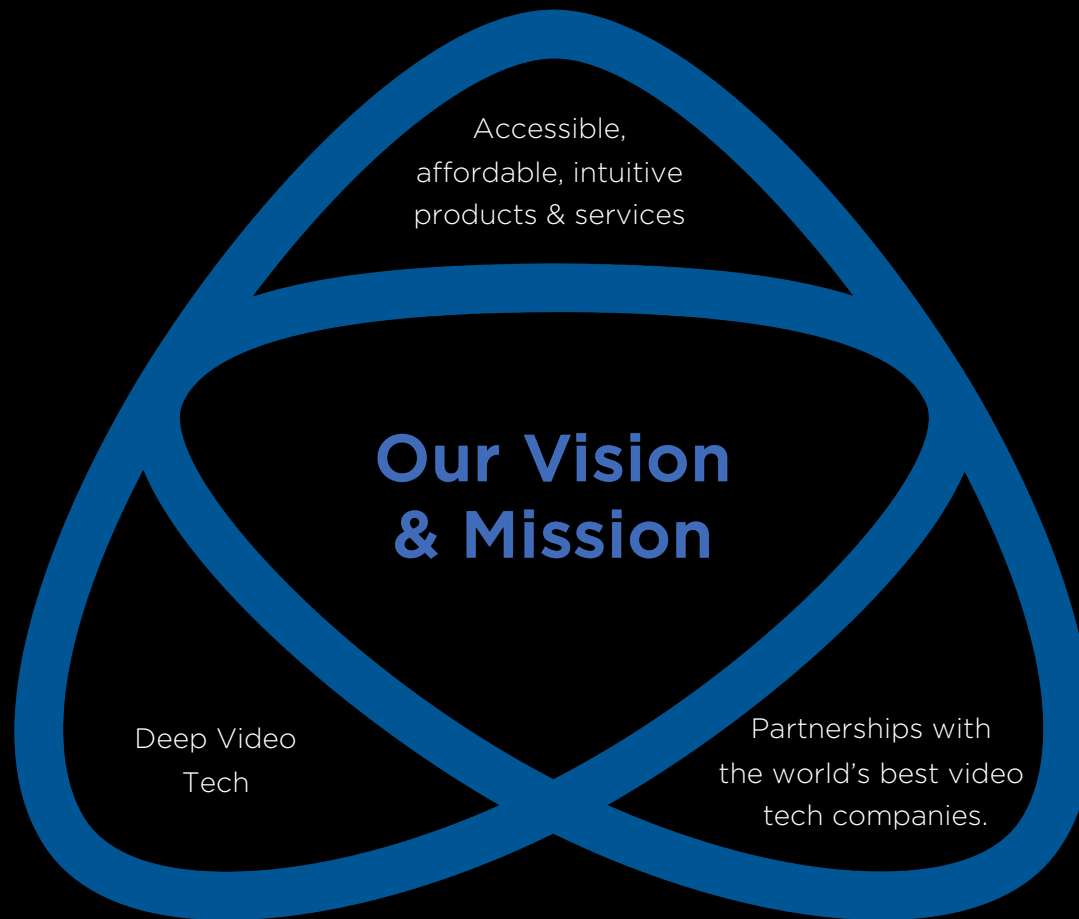 Accessible,
affordable, intuitive
products & services
Our Vision
& Mission
Deep Video
Tech
Partnerships with
the world’s best video
tech companies.